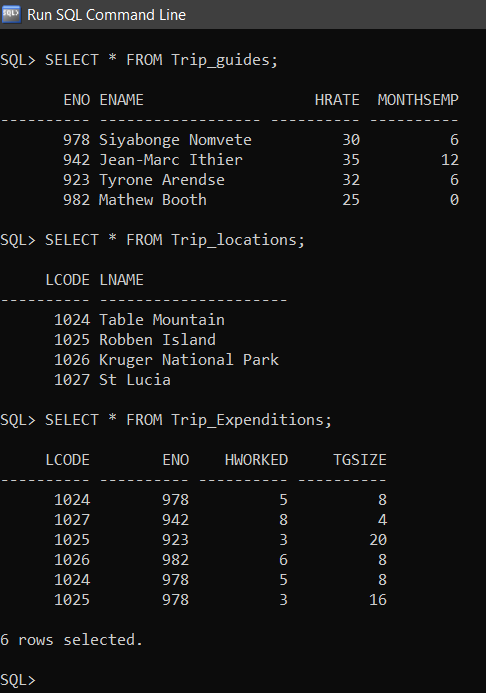 Run SQL Command Line
SQL> SELECT * FROM Trip_guides;
       ENO ENAME                   HRATE  MONTHSEMP
---------- ------------------ ---------- ----------
       978 Siyabonge Nomvete          30          6
       942 Jean-Marc Ithier           35         12
       923 Tyrone Arendse             32          6
       982 Mathew Booth               25          0
SQL> SELECT * FROM Trip_locations;
     LCODE LNAME
---------- ---------------------
      1024 Table Mountain
      1025 Robben Island
      1026 Kruger National Park
      1027 St Lucia
SQL> SELECT * FROM Trip_Expenditions;
     LCODE        ENO    HWORKED     TGSIZE
---------- ---------- ---------- ----------
      1024        978          5          8
      1027        942          8          4
      1025        923          3         20
      1026        982          6          8
      1024        978          5          8
      1025        978          3         16
6 rows selected.
SQL>